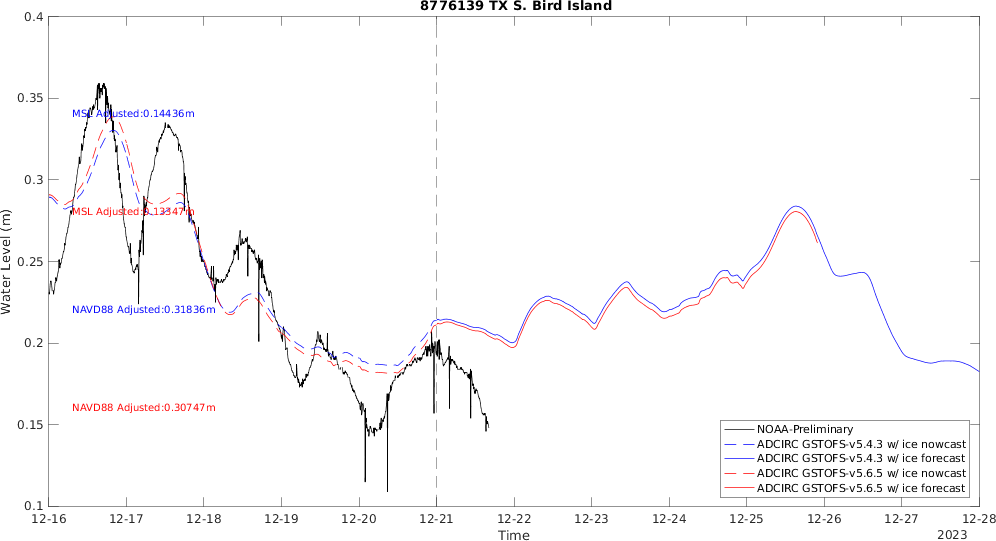 8776139 TX S. Bird Island
0.4
0.35
0.3
0.25
0.2
0.15
0.1
Water Level (m)
MSL Adjusted:0.14436m
MSL Adjusted:0.13347m
NAVD88 Adjusted:0.31836m
NAVD88 Adjusted:0.30747m
NOAA-Preliminary
ADCIRC GSTOFS-v5.4.3 w/ ice nowcast
ADCIRC GSTOFS-v5.4.3 w/ ice forecast
ADCIRC GSTOFS-v5.6.5 w/ ice nowcast
ADCIRC GSTOFS-v5.6.5 w/ ice forecast
12-16 12-17 12-18 12-19 12-20 12-21 12-22 12-23 12-24 12-25 12-26 12-27 12-28
Time
2023